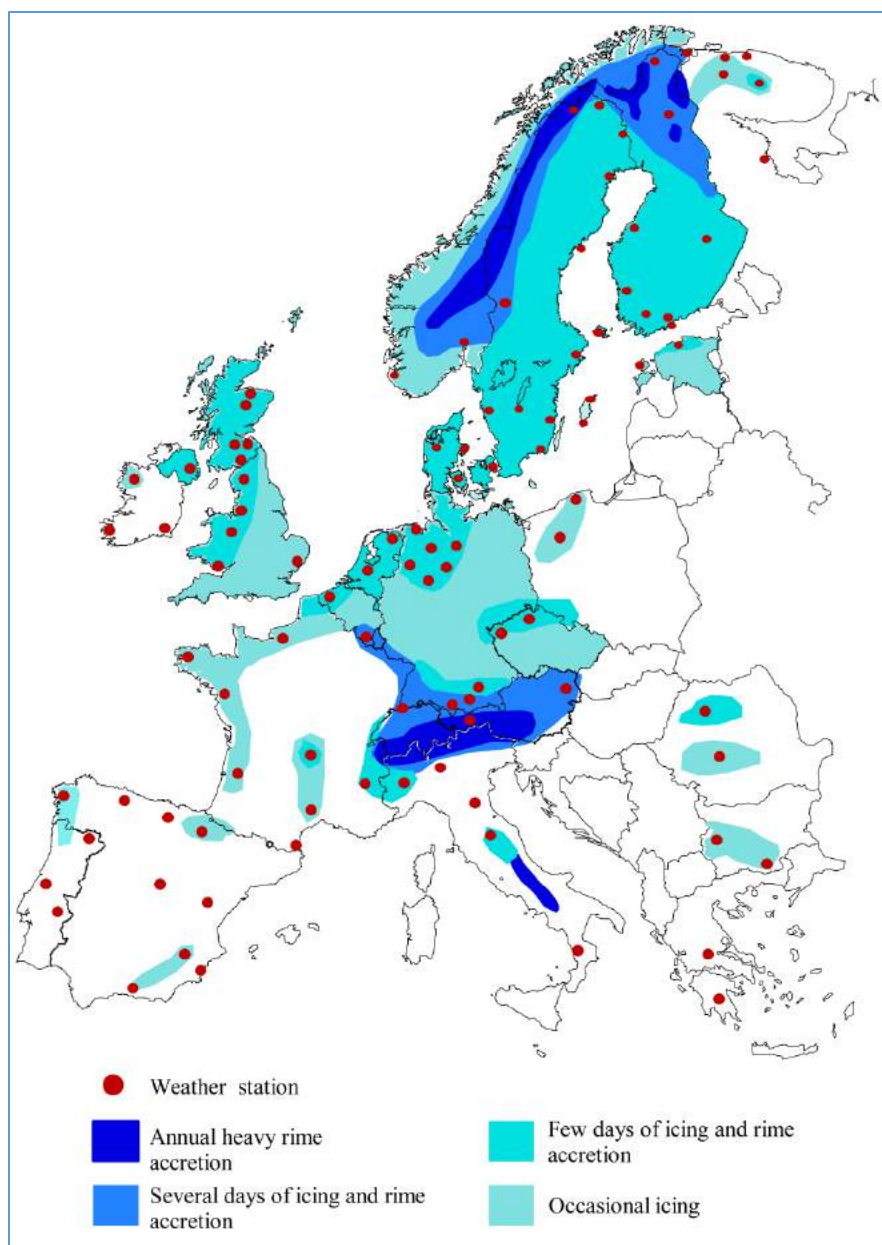 Weather station
Annual heavy rime
accretion
Several days of icing and rime
accretion
Few days of icing and rime
accretion
Occasional icing